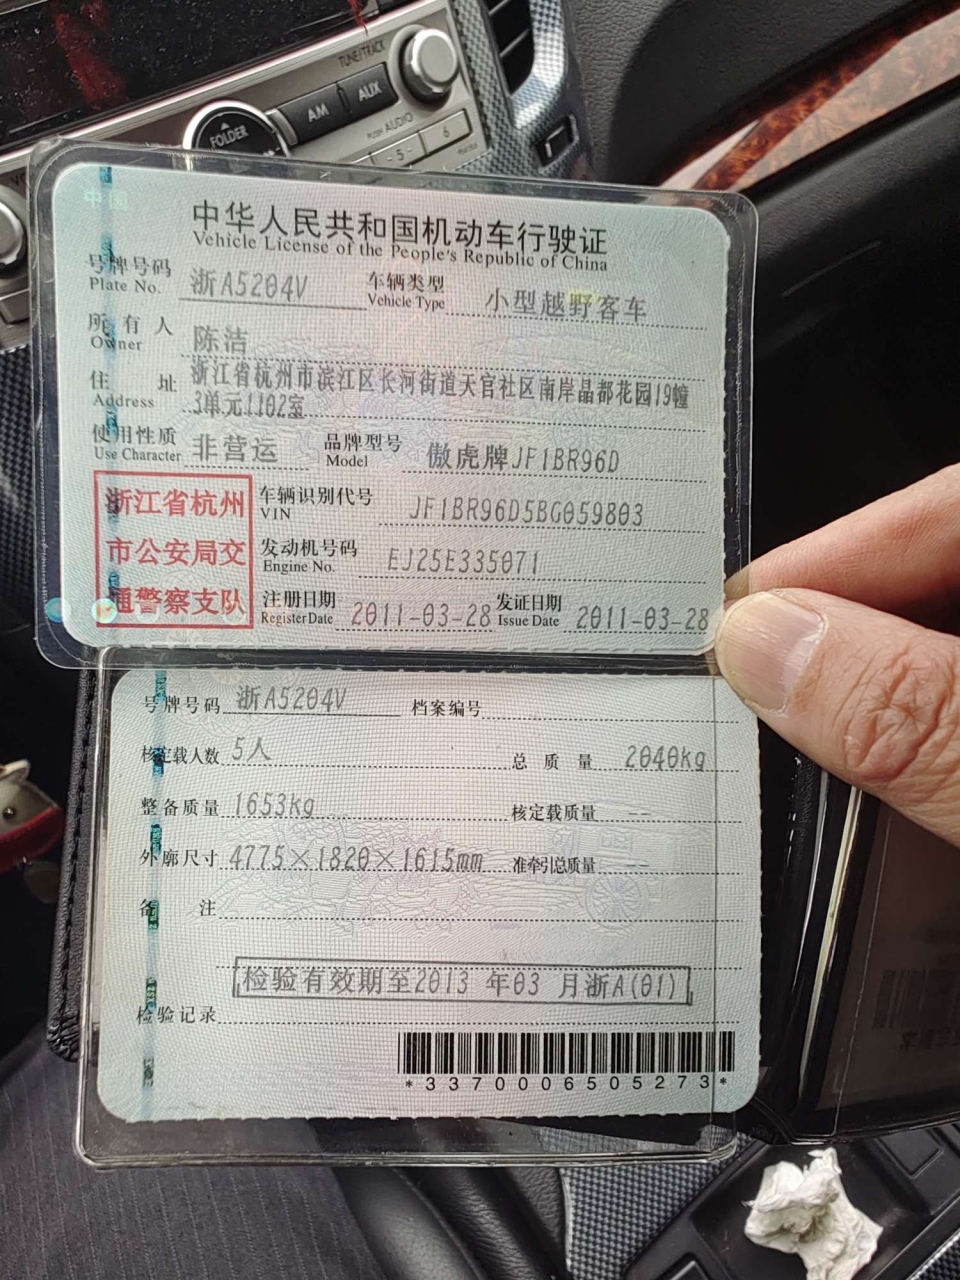 TUNE/TRACK
FOLDER
AM
AUX
PUSH AUDIO
5
6
中国
中华人民共和国机动车行驶证
Vehicle License of the People's Republic of China
号牌号码 浙A5204V 车辆类型 小型越野客车
Plate No. Vehicle Type
所有人 陈洁
Owner
住址 浙江省杭州市滨江区长河街道天官社区南岸晶都花园19幢
Address 3单元1102室
使用性质 非营运 品牌型号 傲虎牌JF1BR96D
Use Character Model
浙江省杭州
市公安局交
通警察支队
车辆识别代号 JF1BR96D5BG059803
VIN
发动机号码 EJ25E335071
Engine No.
注册日期 2011-03-28 发证日期 2011-03-28
Register Date Issue Date
号牌号码 浙A5204V 档案编号
核定载人数 5人 总质量 2040kg
整备质量 1653kg 核定载质量 --
外廓尺寸 4775×1820×1615mm 准牵引总质量 --
备注
检验有效期至2013 年03 月浙A(01)
检验记录
*3370006505273*